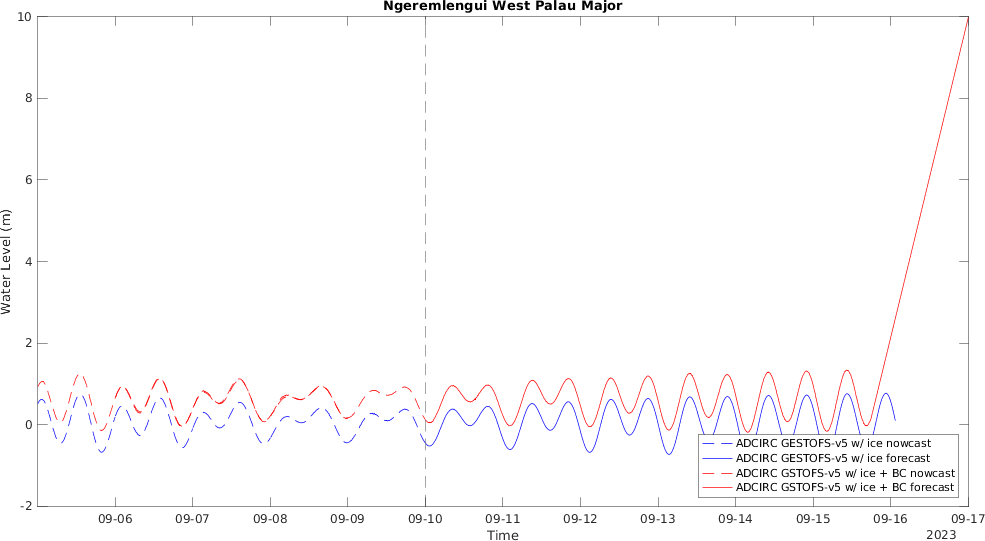 Ngeremlengui West Palau Major
10
8
6
4
2
0
-2
Water Level (m)
ADCIRC GESTOFS-v5 w/ ice nowcast
ADCIRC GESTOFS-v5 w/ ice forecast
ADCIRC GSTOFS-v5 w/ ice + BC nowcast
ADCIRC GSTOFS-v5 w/ ice + BC forecast
09-06 09-07 09-08 09-09 09-10 09-11 09-12 09-13 09-14 09-15 09-16 09-17
Time
2023